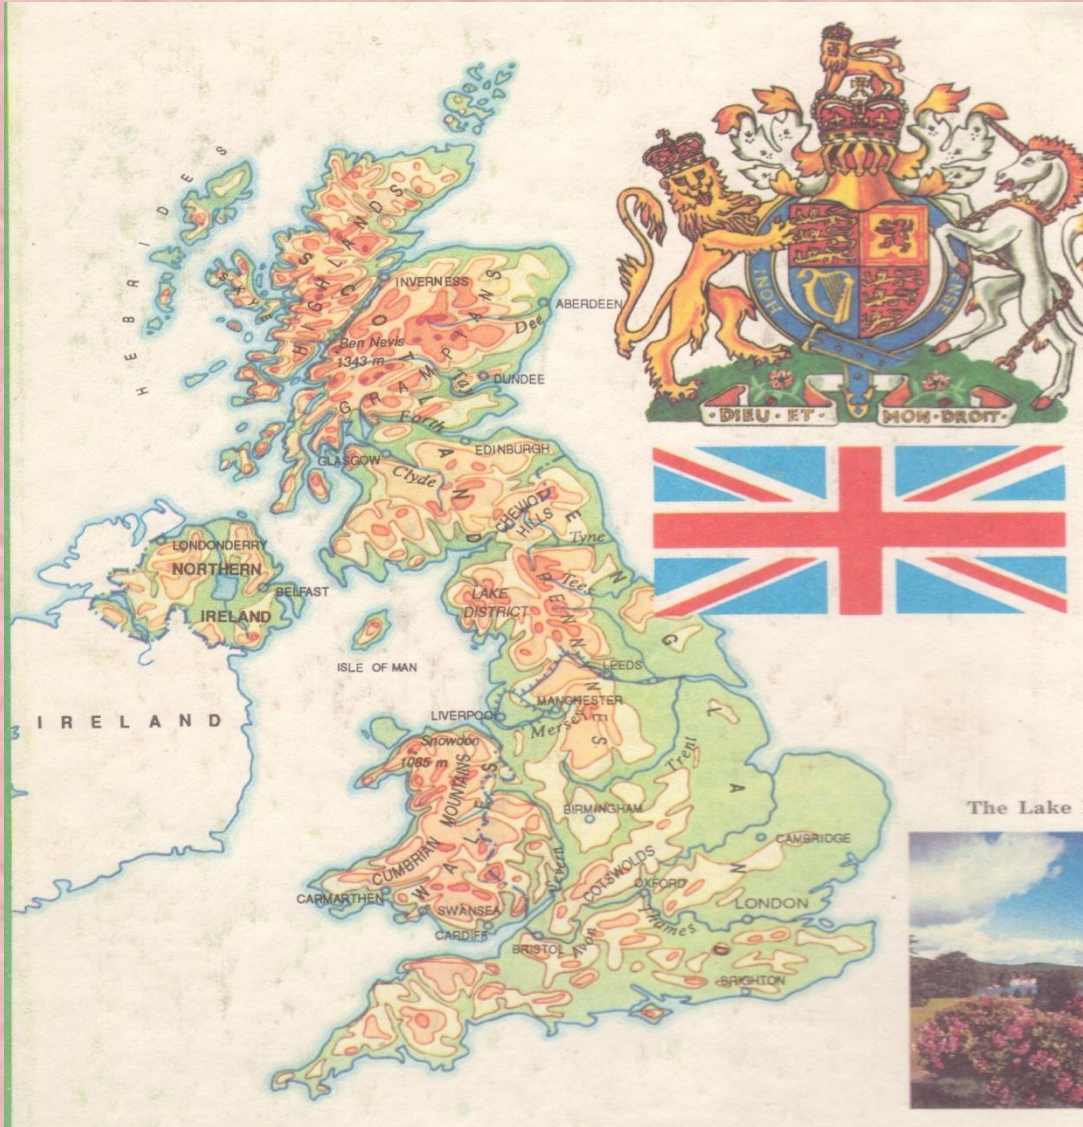 HEBRIDES
SKYE
HIGHLANDS
SCOTLAND
INVERNESS
ABERDEEN
Dee
Ben Nevis
1343 m
GRAMPIANS
Tay
DUNDEE
Forth
EDINBURGH
GLASGOW
Clyde
CHEVIOT
HILLS
Tyne
LONDONDERRY
NORTHERN
IRELAND
BELFAST
LAKE
DISTRICT
Tees
PENNINES
ENGLAND
ISLE OF MAN
LEEDS
IRELAND
LIVERPOOL
MANCHESTER
Mersey
Snowdon
1085 m
Trent
CUMBRIAN MOUNTAINS
WALES
BIRMINGHAM
CAMBRIDGE
Severn
COTSWOLDS
OXFORD
CARMARTHEN
SWANSEA
LONDON
Thames
CARDIFF
BRISTOL
Avon
BRIGHTON
HONI
ENSE
DIEU · ET · MON · DROIT
The Lake